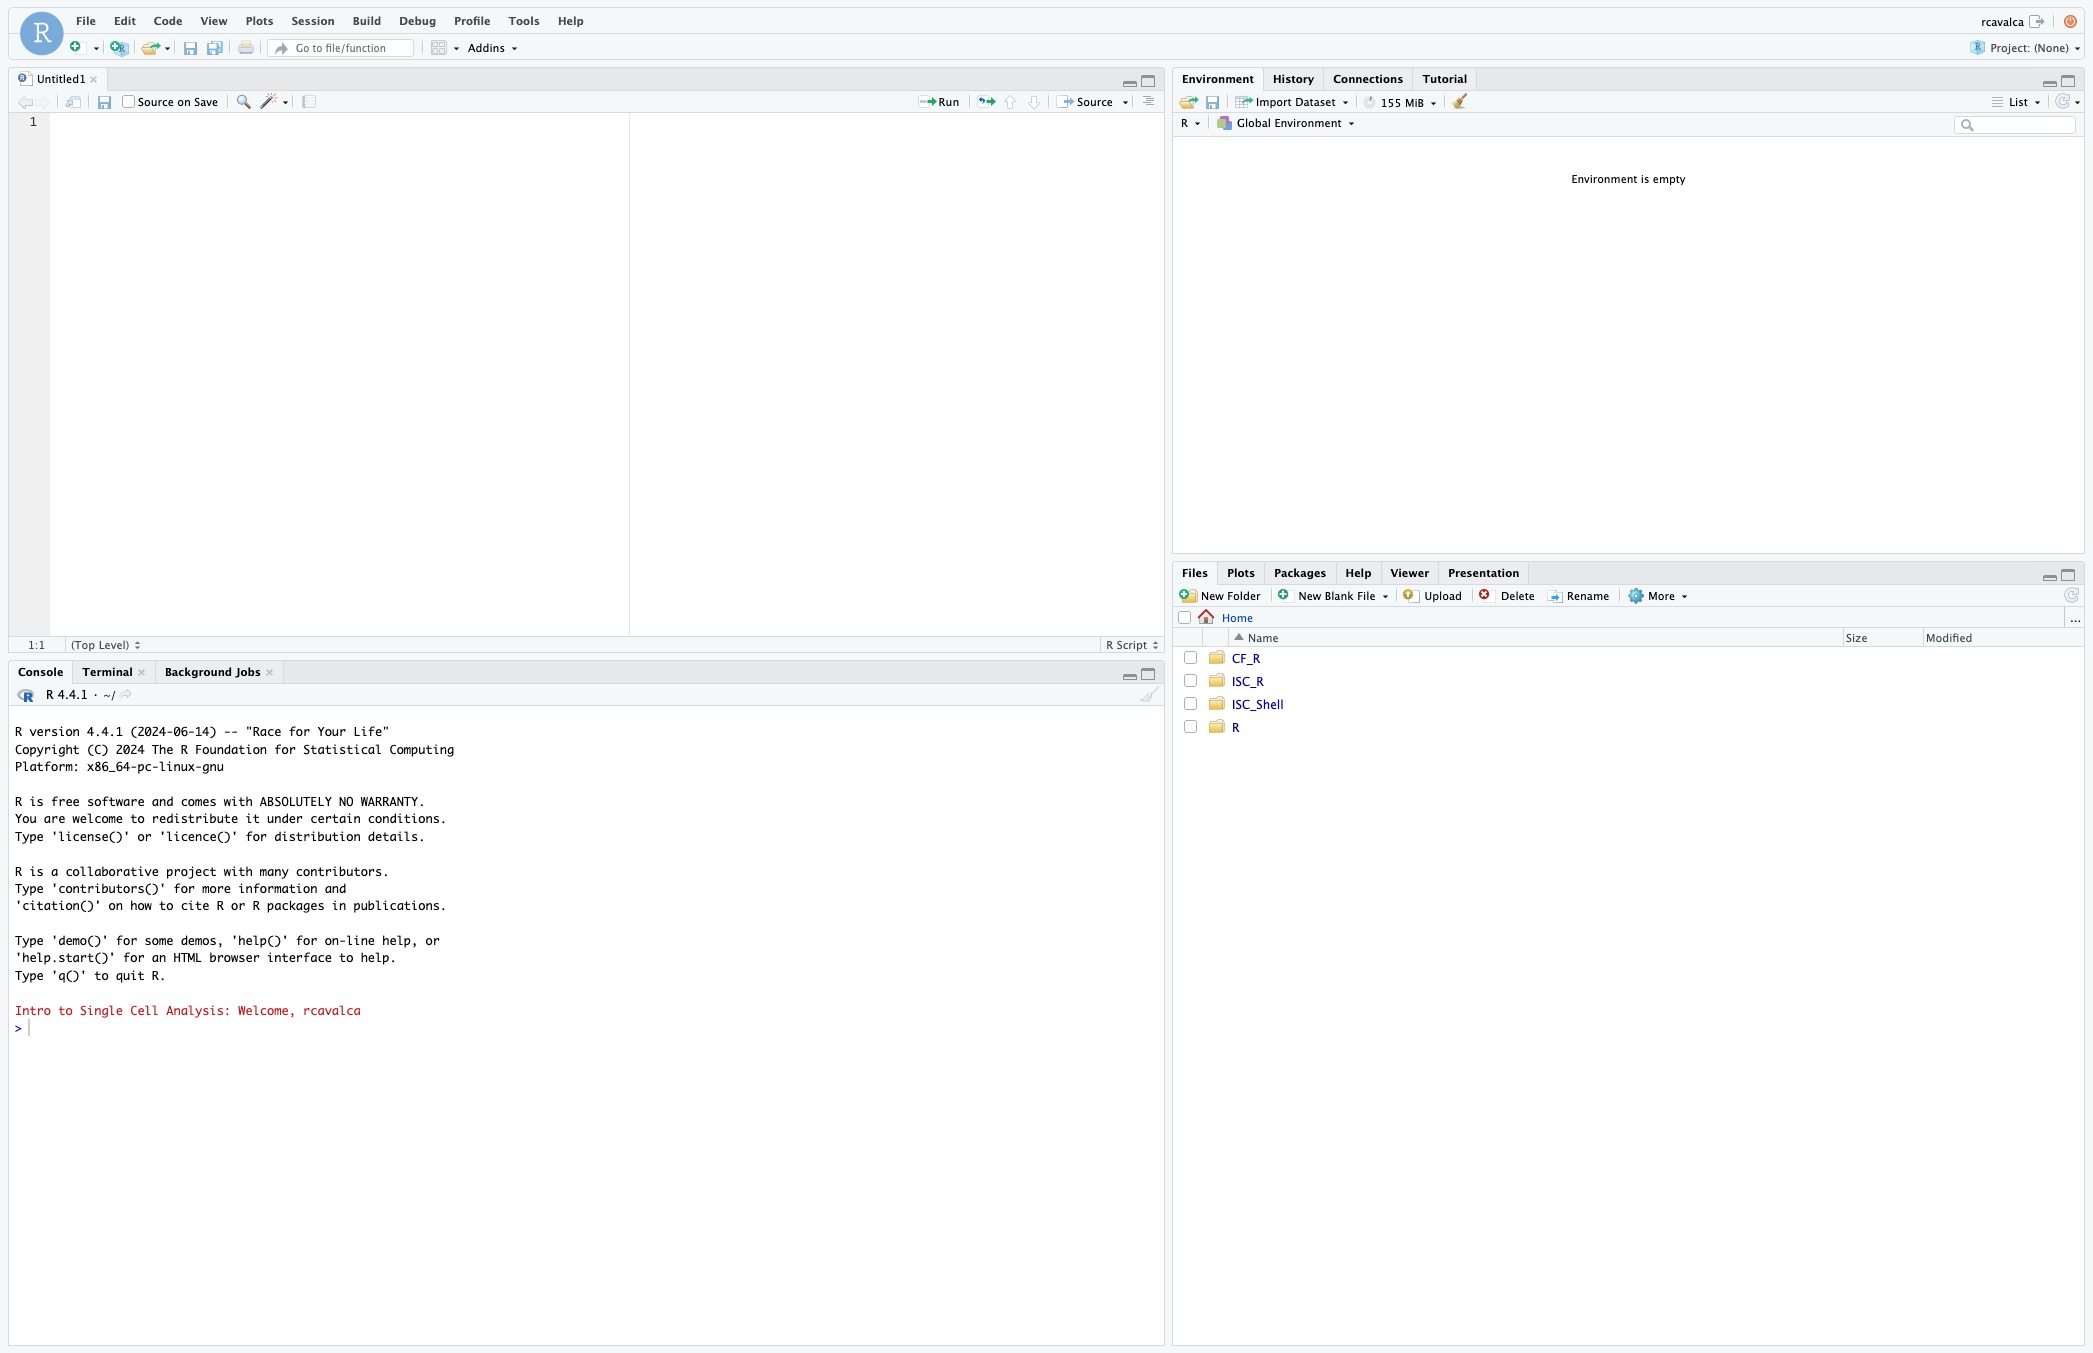 R File Edit Code View Plots Session Build Debug Profile Tools Help rcavalca
Go to file/function Addins Project: (None)
Untitled1
Source on Save Run Source
1
1:1 (Top Level) R Script
Console Terminal Background Jobs
R 4.4.1 · ~/
R version 4.4.1 (2024-06-14) -- "Race for Your Life"
Copyright (C) 2024 The R Foundation for Statistical Computing
Platform: x86_64-pc-linux-gnu
R is free software and comes with ABSOLUTELY NO WARRANTY.
You are welcome to redistribute it under certain conditions.
Type 'license()' or 'licence()' for distribution details.
R is a collaborative project with many contributors.
Type 'contributors()' for more information and
'citation()' on how to cite R or R packages in publications.
Type 'demo()' for some demos, 'help()' for on-line help, or
'help.start()' for an HTML browser interface to help.
Type 'q()' to quit R.
Intro to Single Cell Analysis: Welcome, rcavalca
>
Environment History Connections Tutorial
Import Dataset 155 MiB List
R Global Environment
Environment is empty
Files Plots Packages Help Viewer Presentation
New Folder New Blank File Upload Delete Rename More
Home ...
Name Size Modified
CF_R
ISC_R
ISC_Shell
R